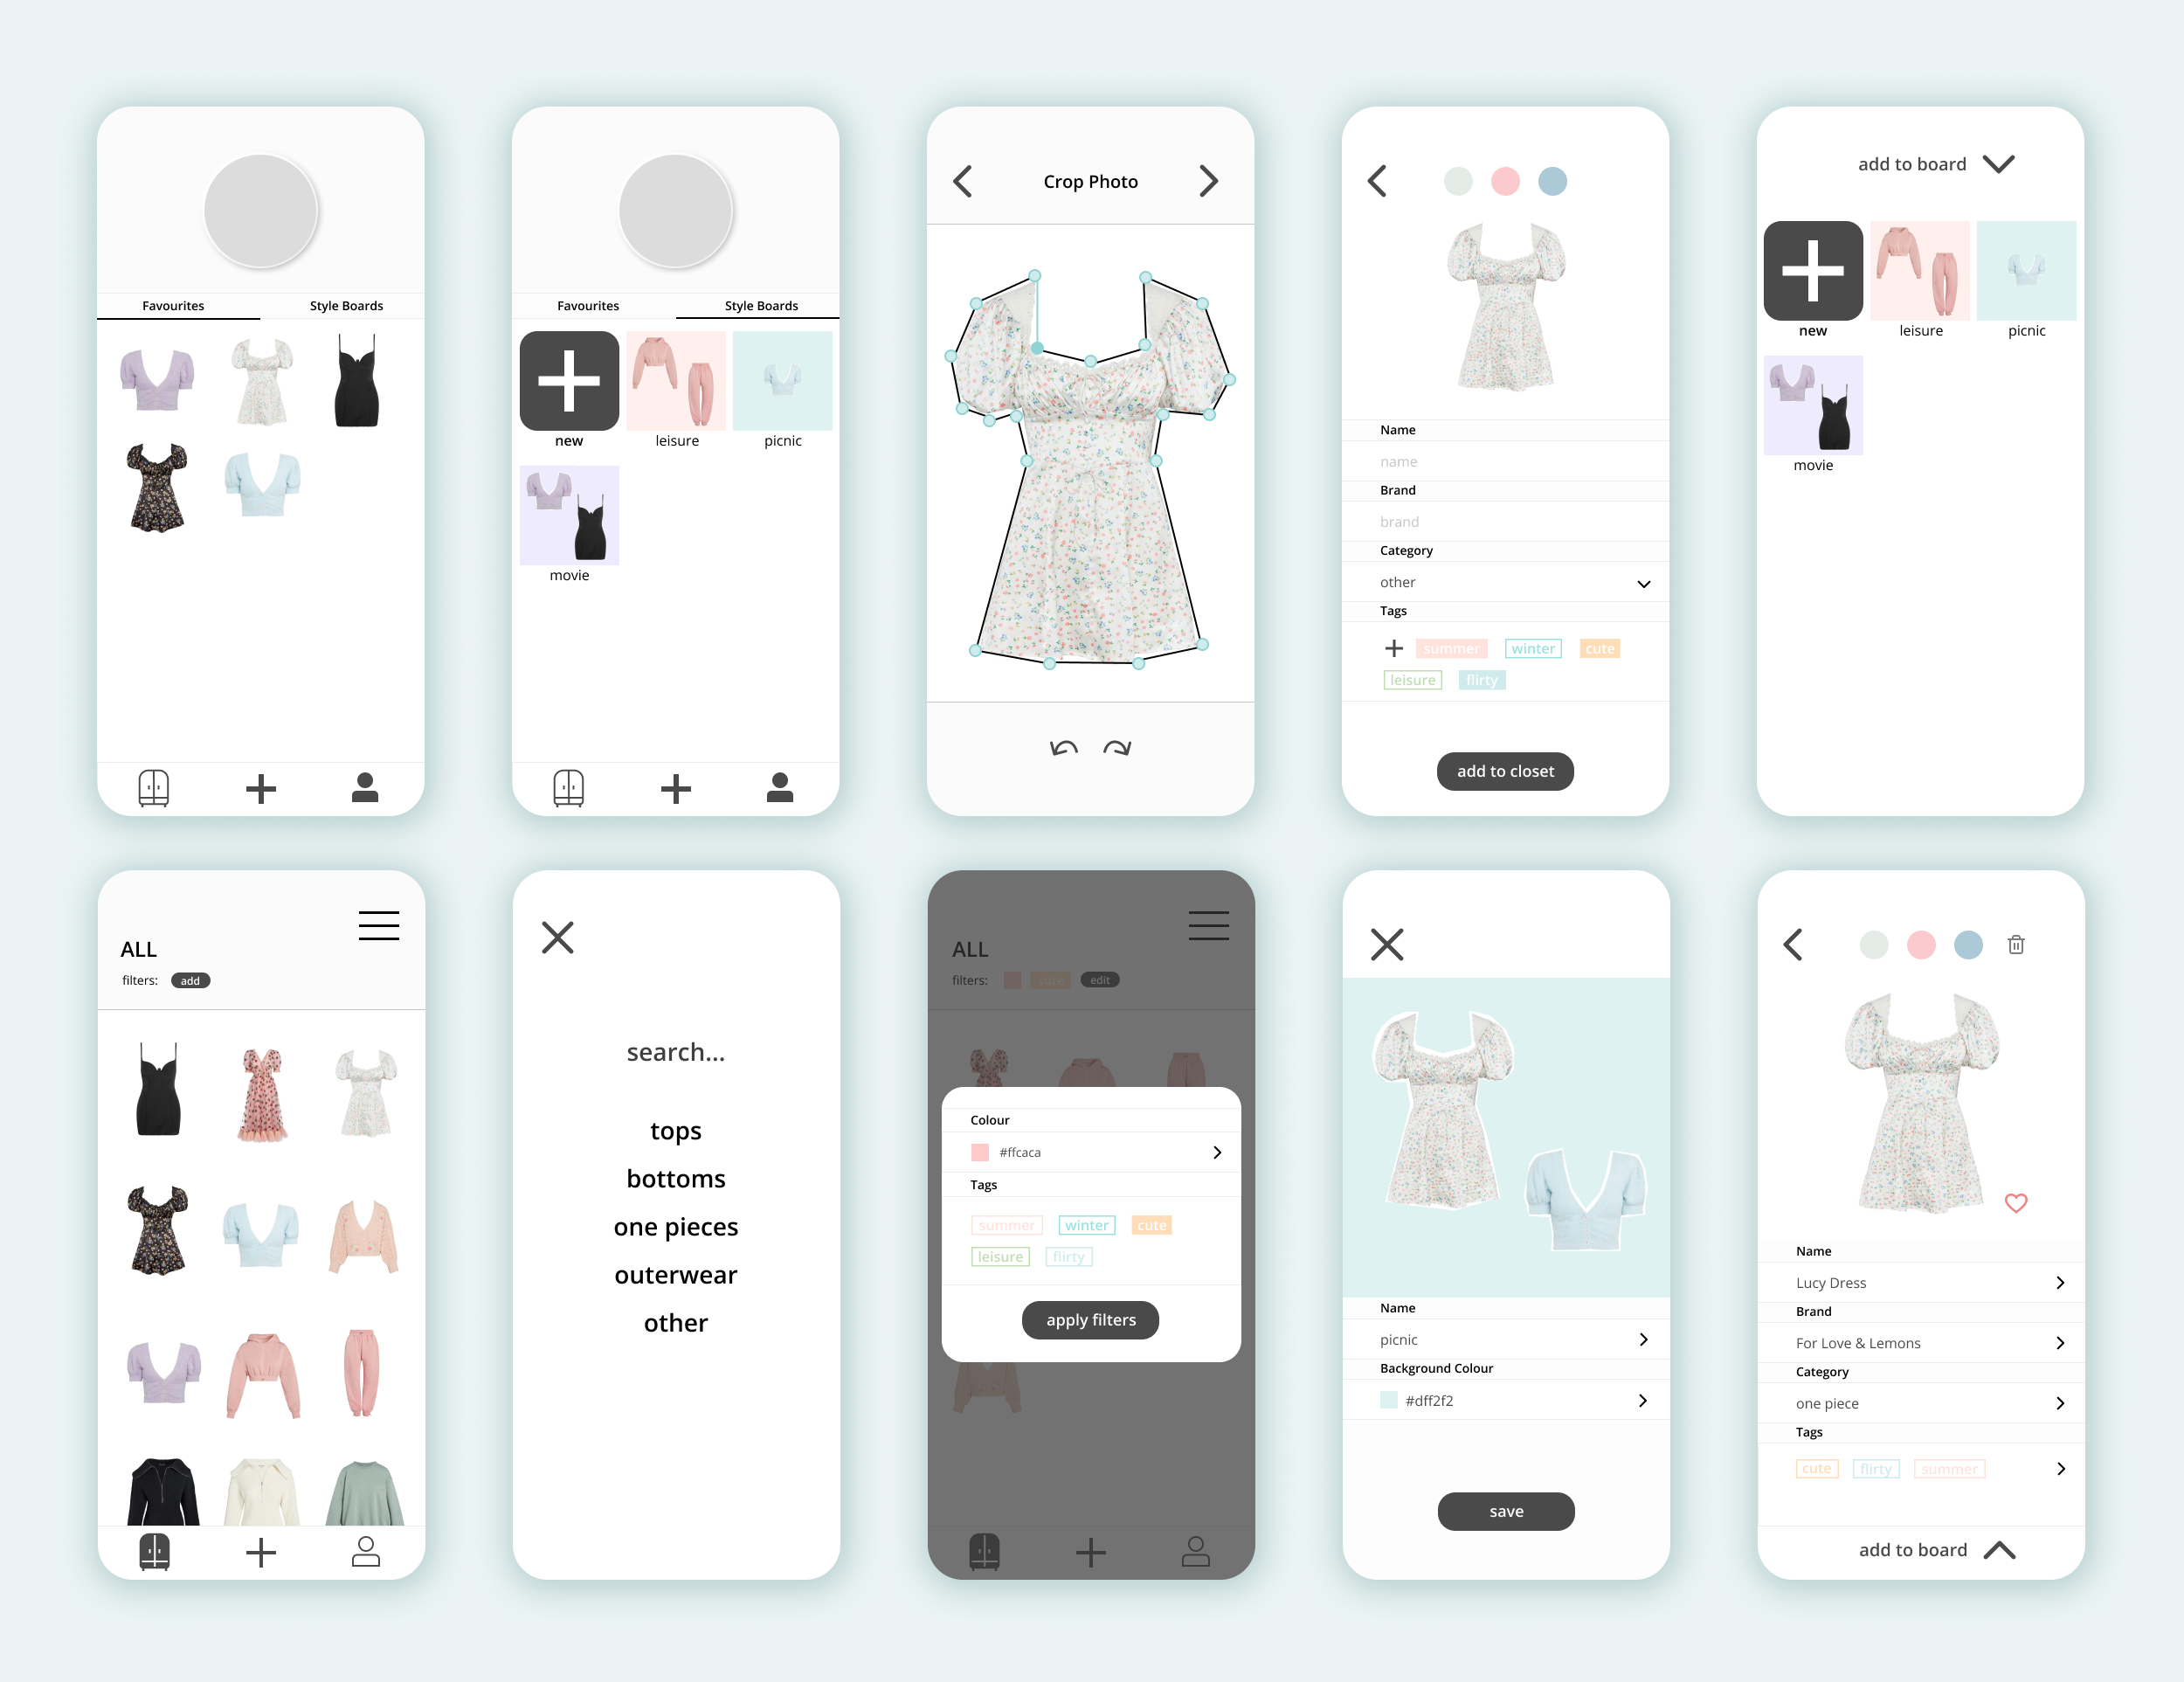 Favourites Style Boards
Favourites Style Boards
new leisure picnic
movie
Crop Photo
Name
name
Brand
brand
Category
other
Tags
summer winter cute
leisure flirty
add to closet
add to board
new leisure picnic
movie
ALL
filters: add
search...
tops
bottoms
one pieces
outerwear
other
ALL
filters: cute edit
Colour
#ffcaca
Tags
summer winter cute
leisure flirty
apply filters
Name
picnic
Background Colour
#dff2f2
save
Name
Lucy Dress
Brand
For Love & Lemons
Category
one piece
Tags
cute flirty summer
add to board